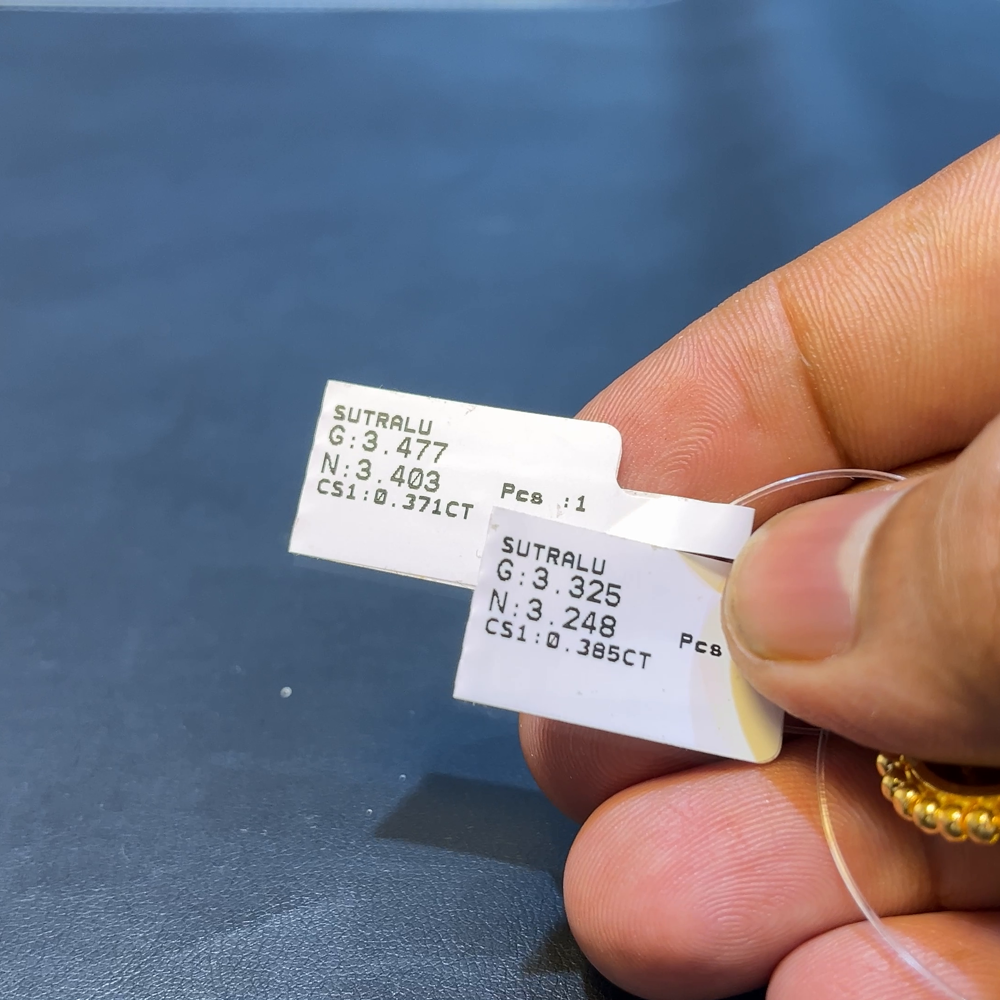 SUTRALU
G:3.477
N:3.403
CS1:0.371CT
Pcs :1
SUTRALU
G:3.325
N:3.248
CS1:0.385CT
Pcs